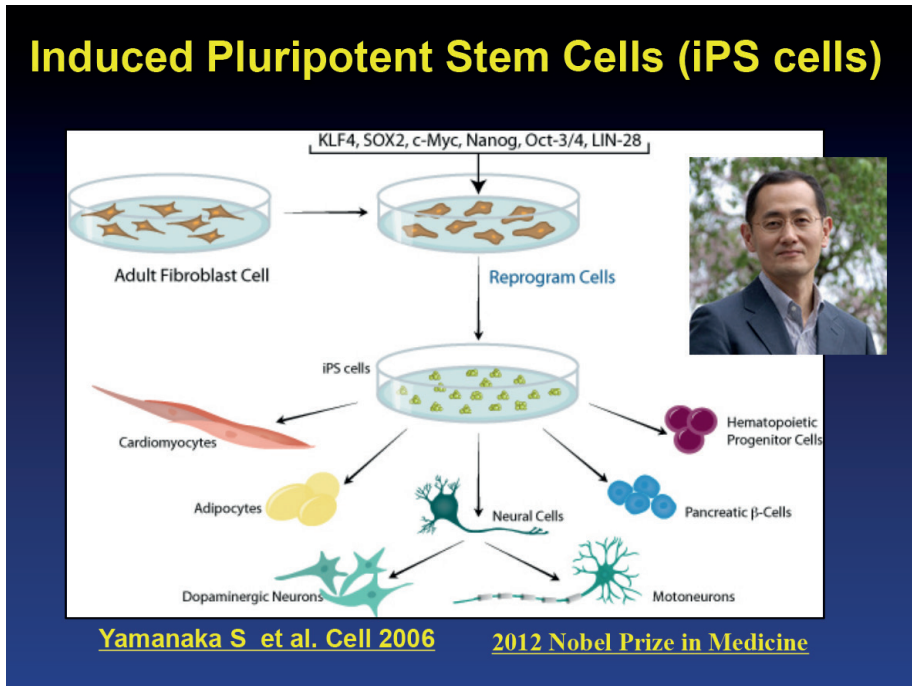 Induced Pluripotent Stem Cells (iPS cells)
KLF4, SOX2, c-Myc, Nanog, Oct-3/4, LIN-28
Adult Fibroblast Cell
Reprogram Cells
iPS cells
Cardiomyocytes
Hematopoietic
Progenitor Cells
Adipocytes
Neural Cells
Pancreatic β-Cells
Dopaminergic Neurons
Motoneurons
Yamanaka S et al. Cell 2006
2012 Nobel Prize in Medicine